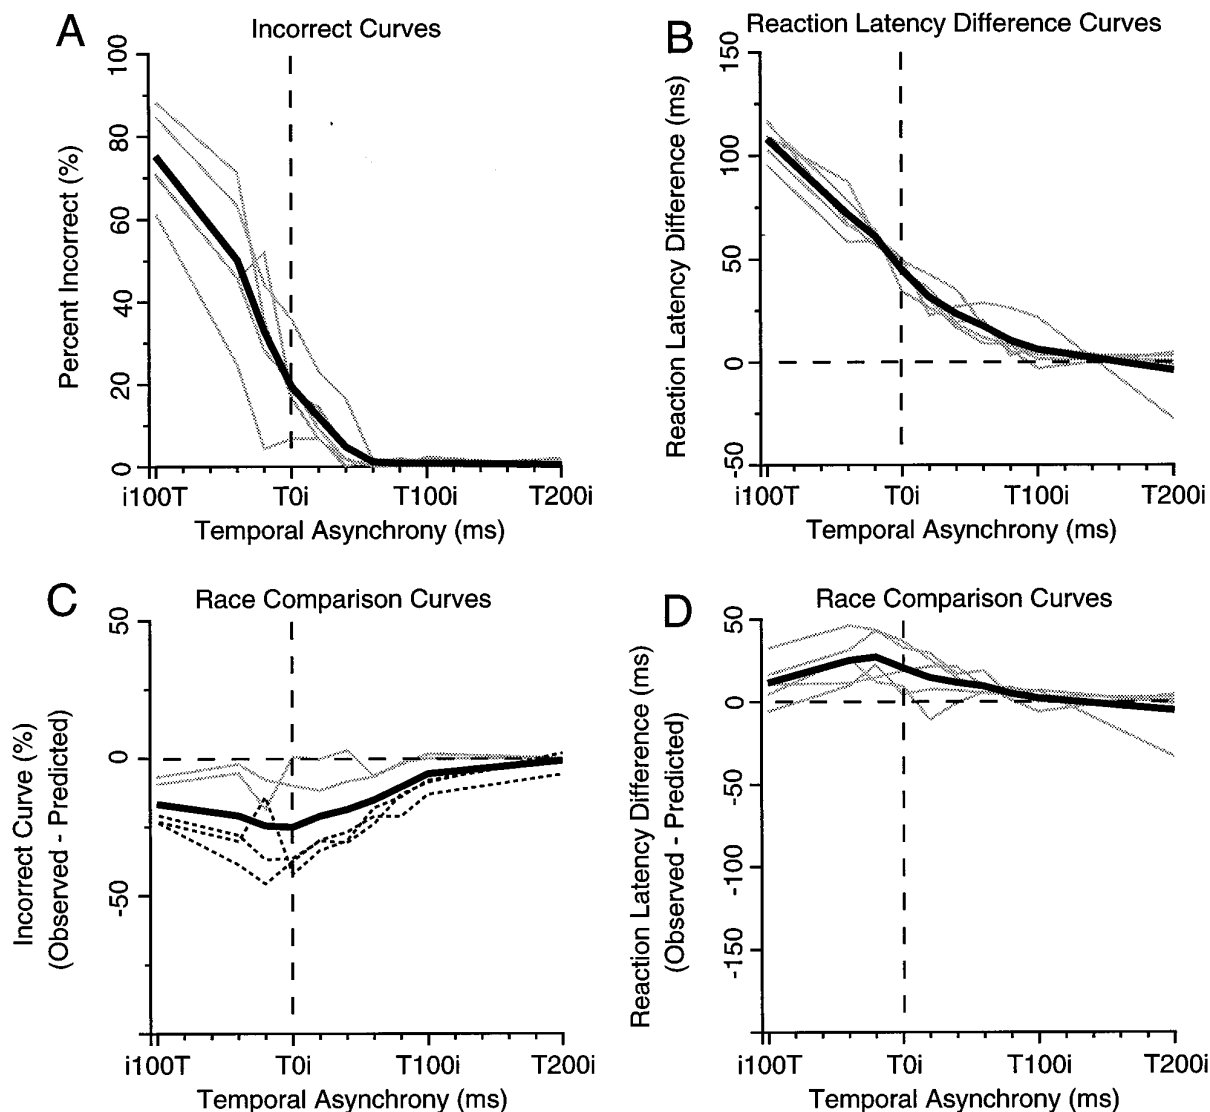 A
Incorrect Curves
Percent Incorrect (%)
100
80
60
40
20
0
i100T
T0i
T100i
T200i
Temporal Asynchrony (ms)
B
Reaction Latency Difference Curves
Reaction Latency Difference (ms)
150
100
50
0
-50
i100T
T0i
T100i
T200i
Temporal Asynchrony (ms)
C
Race Comparison Curves
Incorrect Curve (%)
(Observed - Predicted)
50
0
-50
i100T
T0i
T100i
T200i
Temporal Asynchrony (ms)
D
Race Comparison Curves
Reaction Latency Difference (ms)
(Observed - Predicted)
50
0
-50
-100
-150
i100T
T0i
T100i
T200i
Temporal Asynchrony (ms)